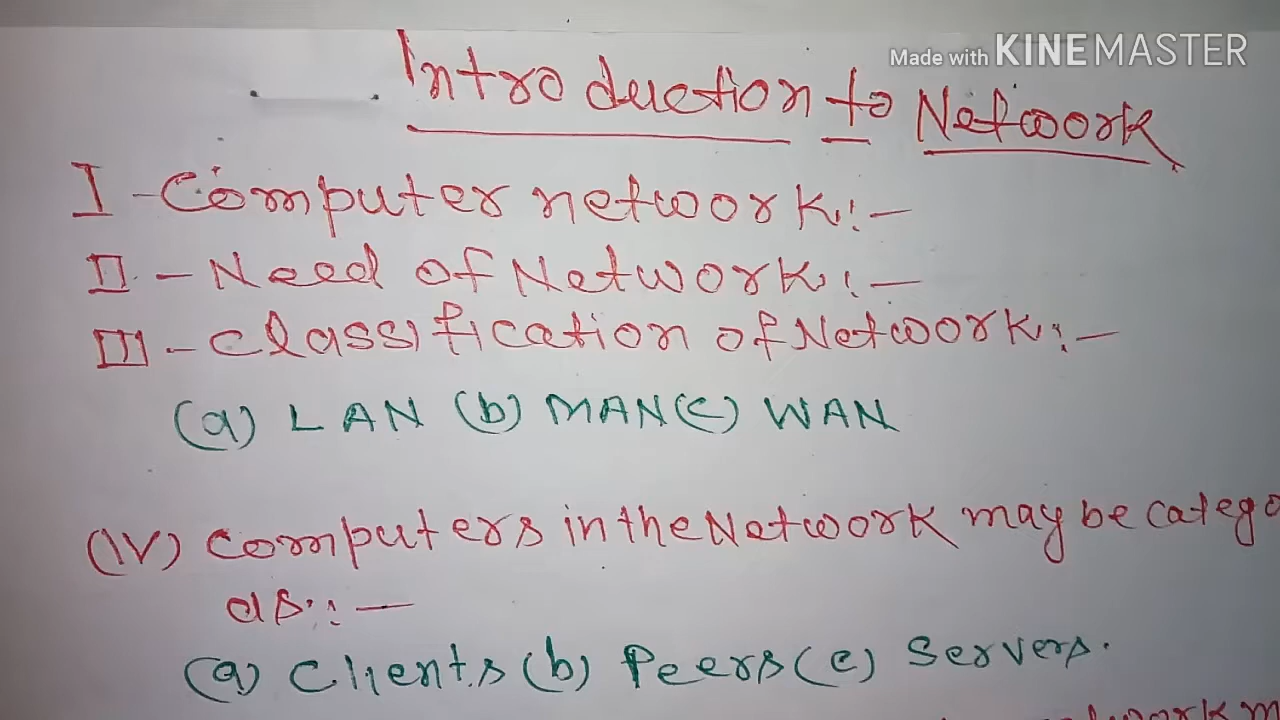 Made with KINEMASTER
Introduction to Network
I - Computer network :-
II - Need of Network :-
III - Classification of Network :-
(a) LAN (b) MAN (c) WAN
(IV) Computers in the Network may be catego
as :-
(a) Clients (b) Peers (c) Servers.